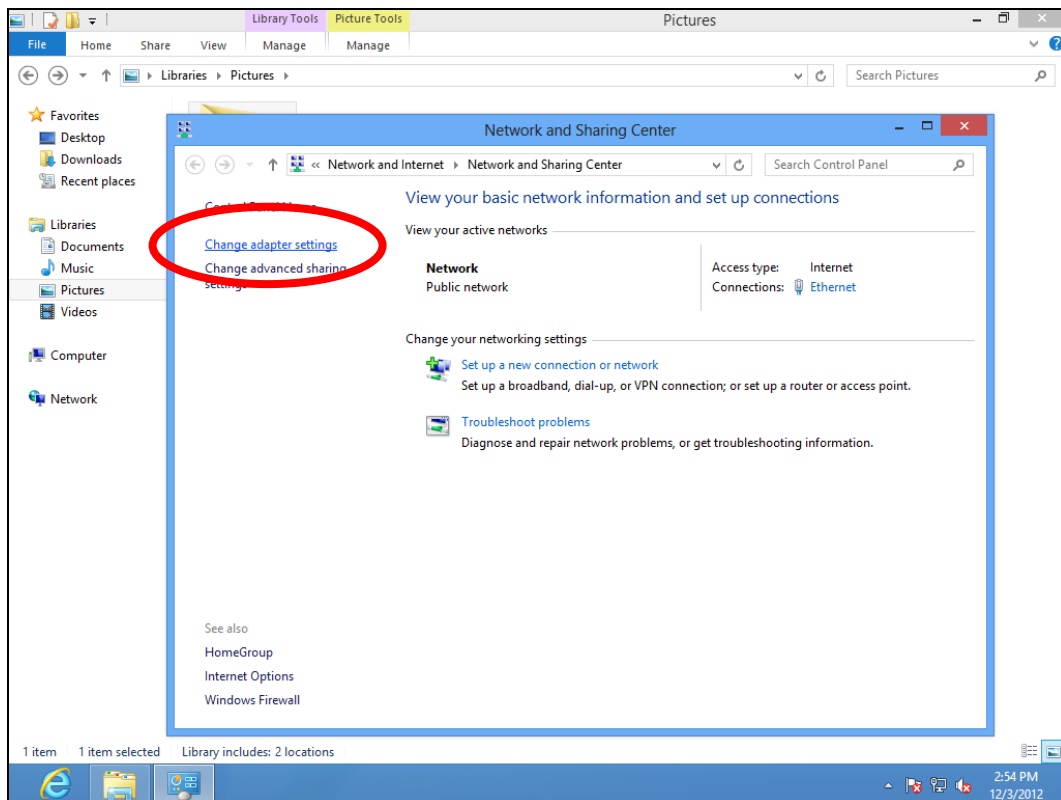 Library Tools
Picture Tools
Pictures
File
Home
Share
View
Manage
Manage
Libraries
Pictures
Search Pictures
Favorites
Desktop
Downloads
Recent places
Libraries
Documents
Music
Pictures
Videos
Computer
Network
Network and Sharing Center
« Network and Internet
Network and Sharing Center
Search Control Panel
Change adapter settings
Change advanced sharing
settings
View your basic network information and set up connections
View your active networks
Network
Public network
Access type: Internet
Connections: Ethernet
Change your networking settings
Set up a new connection or network
Set up a broadband, dial-up, or VPN connection; or set up a router or access point.
Troubleshoot problems
Diagnose and repair network problems, or get troubleshooting information.
See also
HomeGroup
Internet Options
Windows Firewall
1 item
1 item selected
Library includes: 2 locations
2:54 PM
12/3/2012